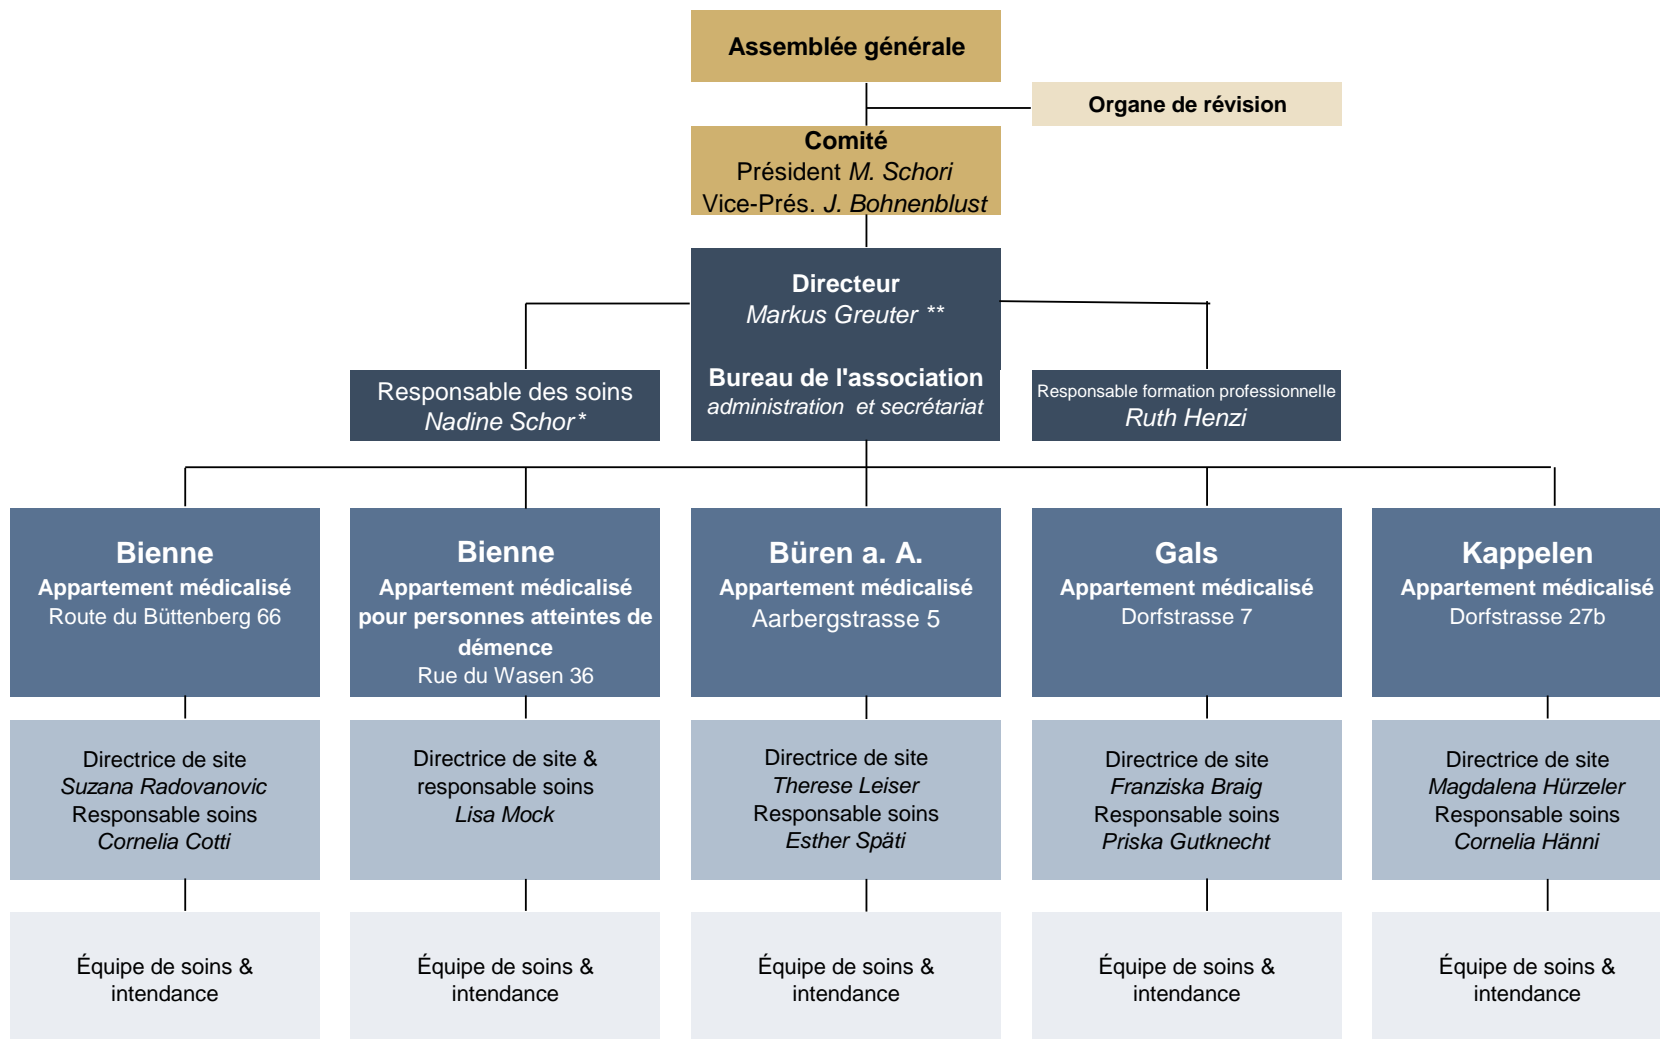 Assemblée générale
Organe de révision
Comité
Président M. Schori
Vice-Prés. J. Bohnenblust
Directeur
Markus Greuter **
Bureau de l'association
administration et secrétariat
Responsable des soins
Nadine Schor*
Responsable formation professionnelle
Ruth Henzi
Bienne
Appartement médicalisé
Route du Büttenberg 66
Bienne
Appartement médicalisé
pour personnes atteintes de
démence
Rue du Wasen 36
Büren a. A.
Appartement médicalisé
Aarbergstrasse 5
Gals
Appartement médicalisé
Dorfstrasse 7
Kappelen
Appartement médicalisé
Dorfstrasse 27b
Directrice de site
Suzana Radovanovic
Responsable soins
Cornelia Cotti
Directrice de site &
responsable soins
Lisa Mock
Directrice de site
Therese Leiser
Responsable soins
Esther Späti
Directrice de site
Franziska Braig
Responsable soins
Priska Gutknecht
Directrice de site
Magdalena Hürzeler
Responsable soins
Cornelia Hänni
Équipe de soins &
intendance
Équipe de soins &
intendance
Équipe de soins &
intendance
Équipe de soins &
intendance
Équipe de soins &
intendance